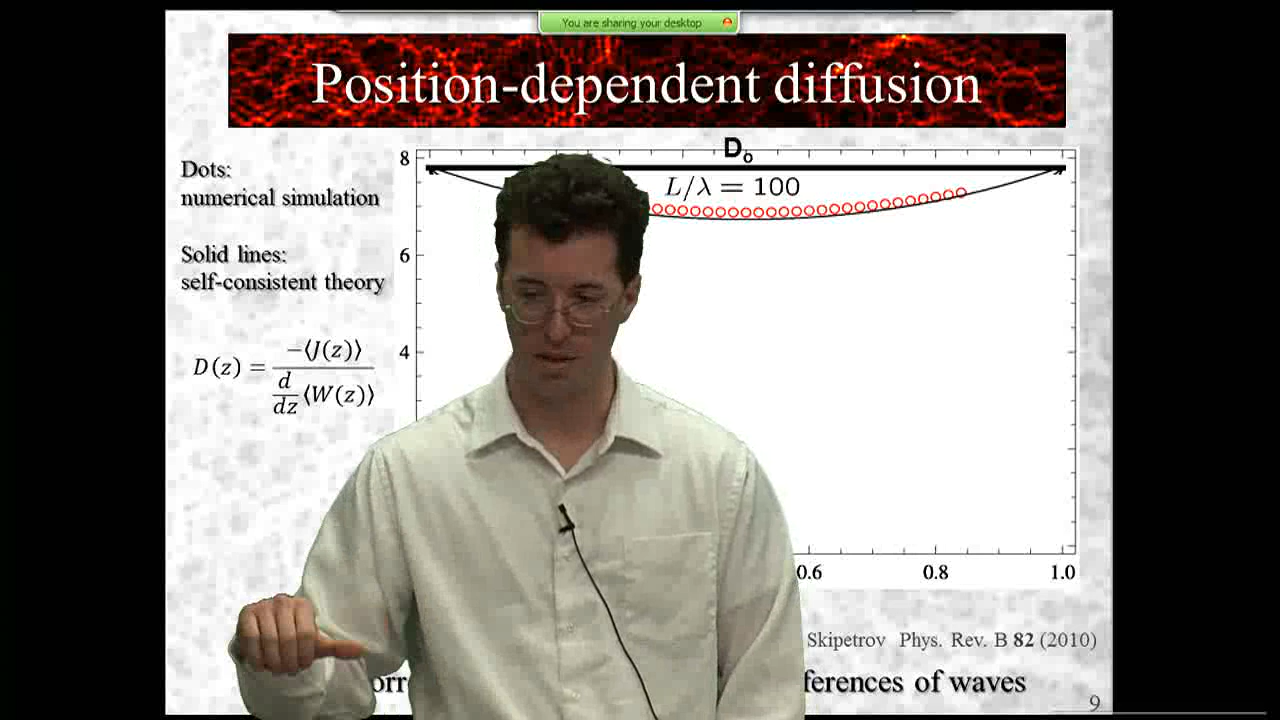 You are sharing your desktop
Position-dependent diffusion
Dots:
numerical simulation
Solid lines:
self-consistent theory
D(z) = −⟨J(z)⟩ / d/dz ⟨W(z)⟩
D₀
L/λ = 100
8
6
4
0.6 0.8 1.0
Skipetrov Phys. Rev. B 82 (2010)
of waves
9